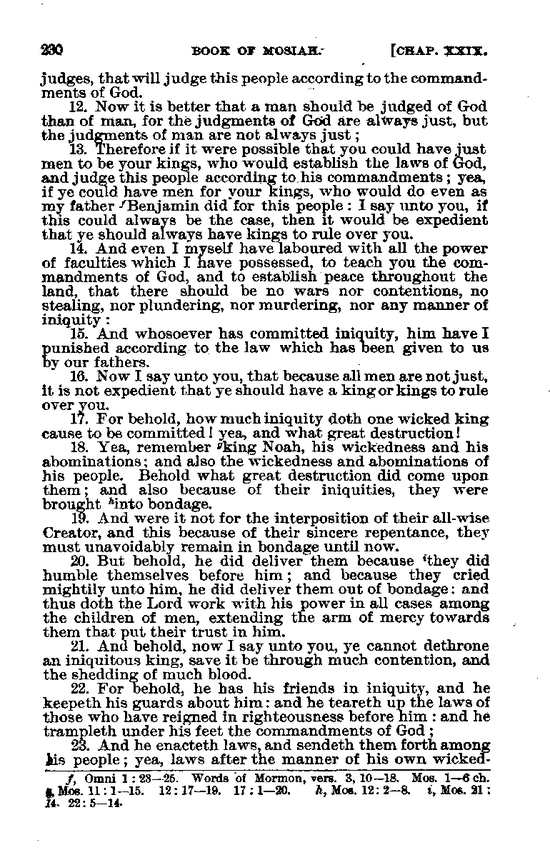 230 BOOK OF MOSIAH. [CHAP. XXIX.
judges, that will judge this people according to the command-
ments of God.
12. Now it is better that a man should be judged of God
than of man, for the judgments of God are always just, but
the judgments of man are not always just;
13. Therefore if it were possible that you could have just
men to be your kings, who would establish the laws of God,
and judge this people according to his commandments; yea,
if ye could have men for your kings, who would do even as
my father ᶠBenjamin did for this people: I say unto you, if
this could always be the case, then it would be expedient
that ye should always have kings to rule over you.
14. And even I myself have laboured with all the power
of faculties which I have possessed, to teach you the com-
mandments of God, and to establish peace throughout the
land, that there should be no wars nor contentions, no
stealing, nor plundering, nor murdering, nor any manner of
iniquity:
15. And whosoever has committed iniquity, him have I
punished according to the law which has been given to us
by our fathers.
16. Now I say unto you, that because all men are not just,
it is not expedient that ye should have a king or kings to rule
over you.
17. For behold, how much iniquity doth one wicked king
cause to be committed! yea, and what great destruction!
18. Yea, remember ᵍking Noah, his wickedness and his
abominations; and also the wickedness and abominations of
his people. Behold what great destruction did come upon
them; and also because of their iniquities, they were
brought ʰinto bondage.
19. And were it not for the interposition of their all-wise
Creator, and this because of their sincere repentance, they
must unavoidably remain in bondage until now.
20. But behold, he did deliver them because ⁱthey did
humble themselves before him; and because they cried
mightily unto him, he did deliver them out of bondage: and
thus doth the Lord work with his power in all cases among
the children of men, extending the arm of mercy towards
them that put their trust in him.
21. And behold, now I say unto you, ye cannot dethrone
an iniquitous king, save it be through much contention, and
the shedding of much blood.
22. For behold, he has his friends in iniquity, and he
keepeth his guards about him: and he teareth up the laws of
those who have reigned in righteousness before him: and he
trampleth under his feet the commandments of God;
23. And he enacteth laws, and sendeth them forth among
his people; yea, laws after the manner of his own wicked-
f, Omni 1:23—25. Words of Mormon, vers. 3, 10—18. Mos. 1—6 ch.
g, Mos. 11:1—15. 12:17—19. 17:1—20. h, Mos. 12:2—8. i, Mos. 21:
14. 22:5—14.